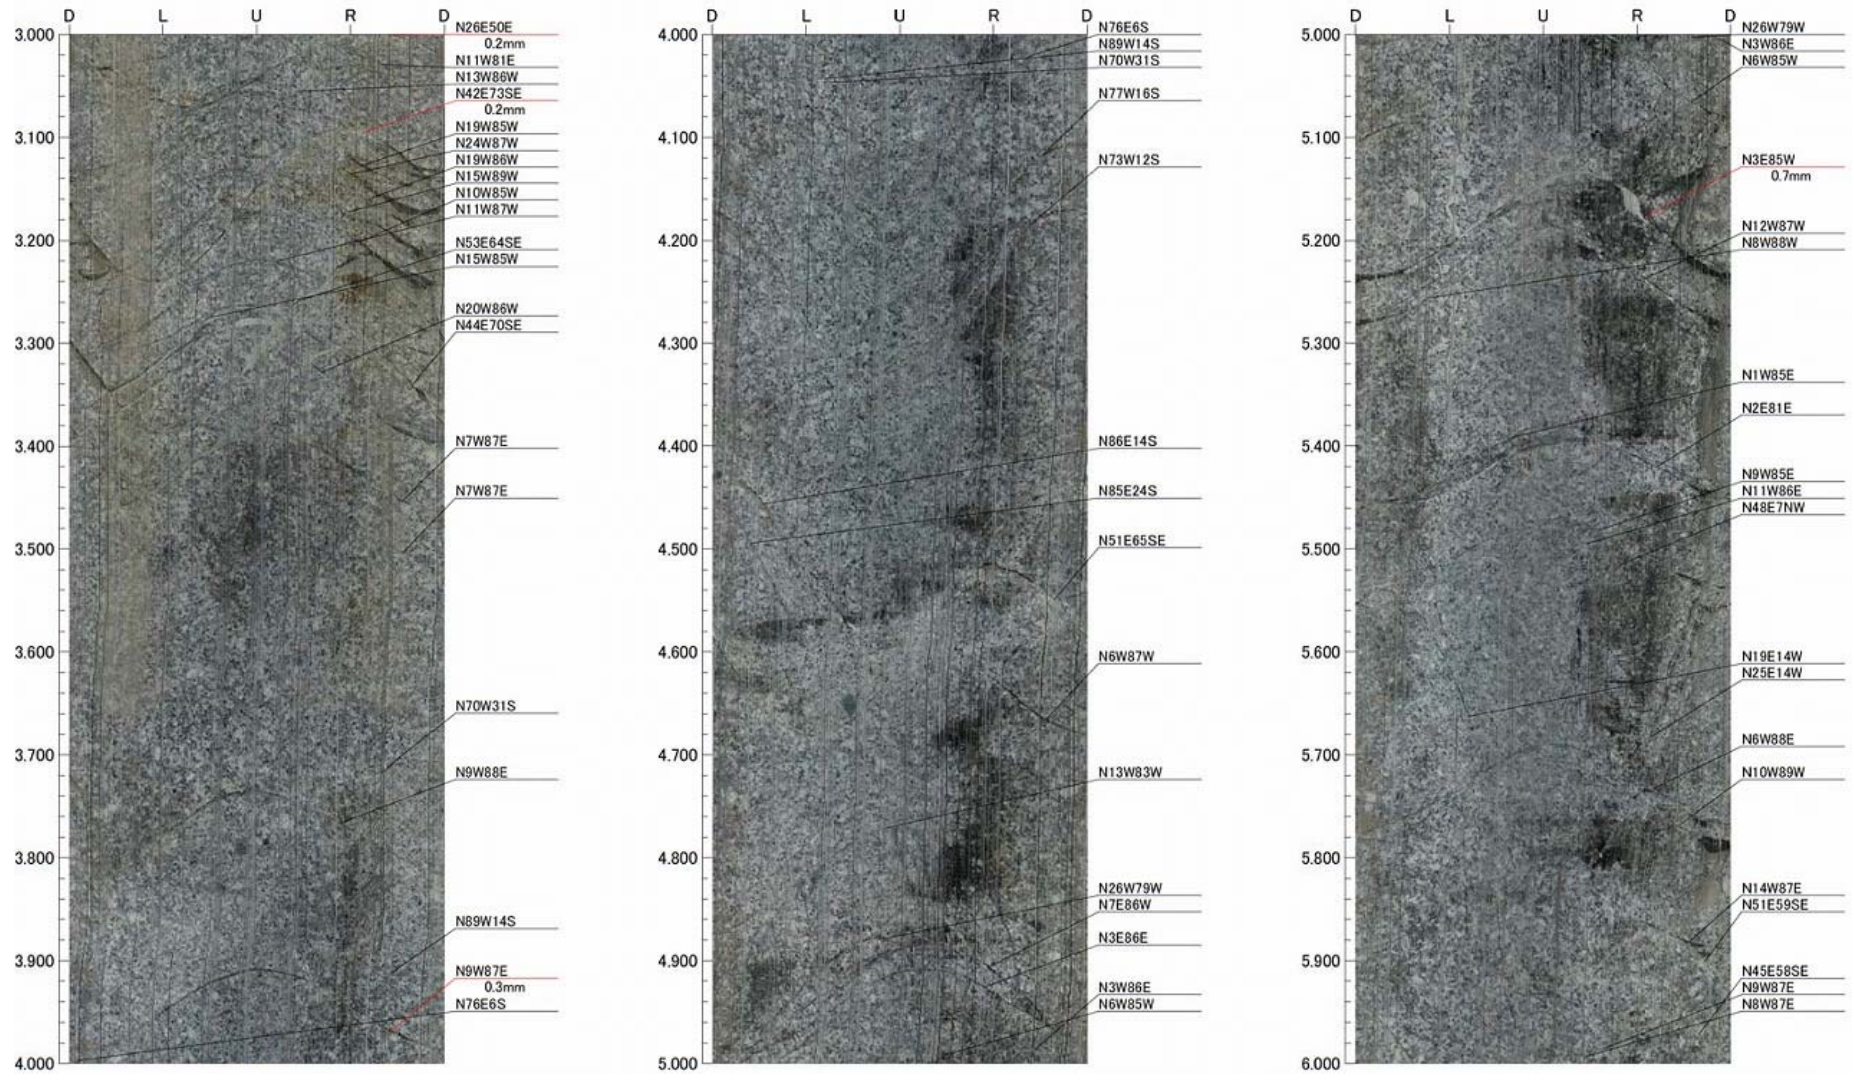 D L U R D
3.000
3.100
3.200
3.300
3.400
3.500
3.600
3.700
3.800
3.900
4.000
N26E50E
0.2mm
N11W81E
N13W86W
N42E73SE
0.2mm
N19W85W
N24W87W
N19W86W
N15W89W
N10W85W
N11W87W
N53E64SE
N15W85W
N20W86W
N44E70SE
N7W87E
N7W87E
N70W31S
N9W88E
N89W14S
N9W87E
0.3mm
N76E6S
D L U R D
4.000
4.100
4.200
4.300
4.400
4.500
4.600
4.700
4.800
4.900
5.000
N76E6S
N89W14S
N70W31S
N77W16S
N73W12S
N86E14S
N85E24S
N51E65SE
N6W87W
N13W83W
N26W79W
N7E86W
N3E86E
N3W86E
N6W85W
D L U R D
5.000
5.100
5.200
5.300
5.400
5.500
5.600
5.700
5.800
5.900
6.000
N26W79W
N3W86E
N6W85W
N3E85W
0.7mm
N12W87W
N8W88W
N1W85E
N2E81E
N9W85E
N11W86E
N48E7NW
N19E14W
N25E14W
N6W88E
N10W89W
N14W87E
N51E59SE
N45E58SE
N9W87E
N8W87E